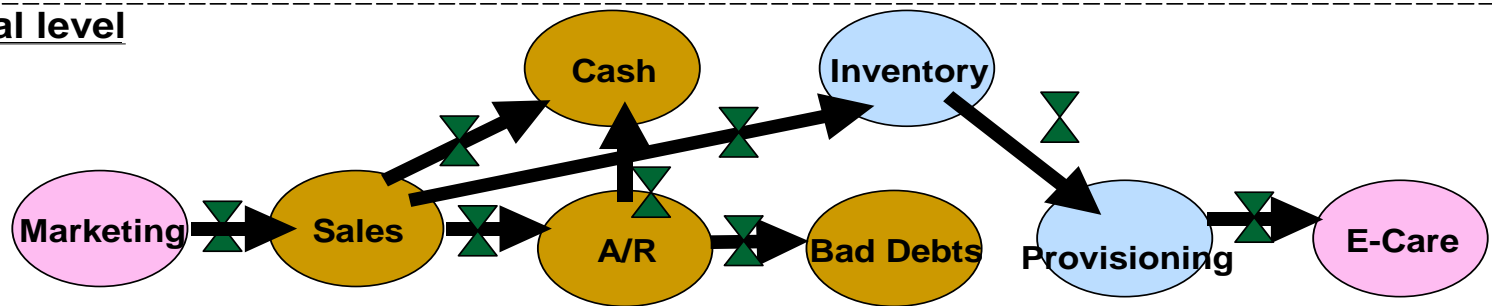 al level
Cash
Inventory
Marketing
Sales
A/R
Bad Debts
Provisioning
E-Care